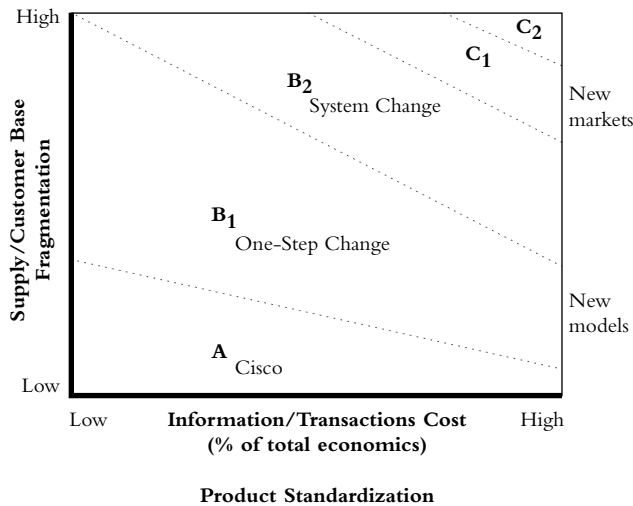 High
C2
C1
B2
System Change
New
markets
Supply/Customer Base
Fragmentation
B1
One-Step Change
New
models
A
Cisco
Low
Low
Information/Transactions Cost
High
(% of total economics)
Product Standardization